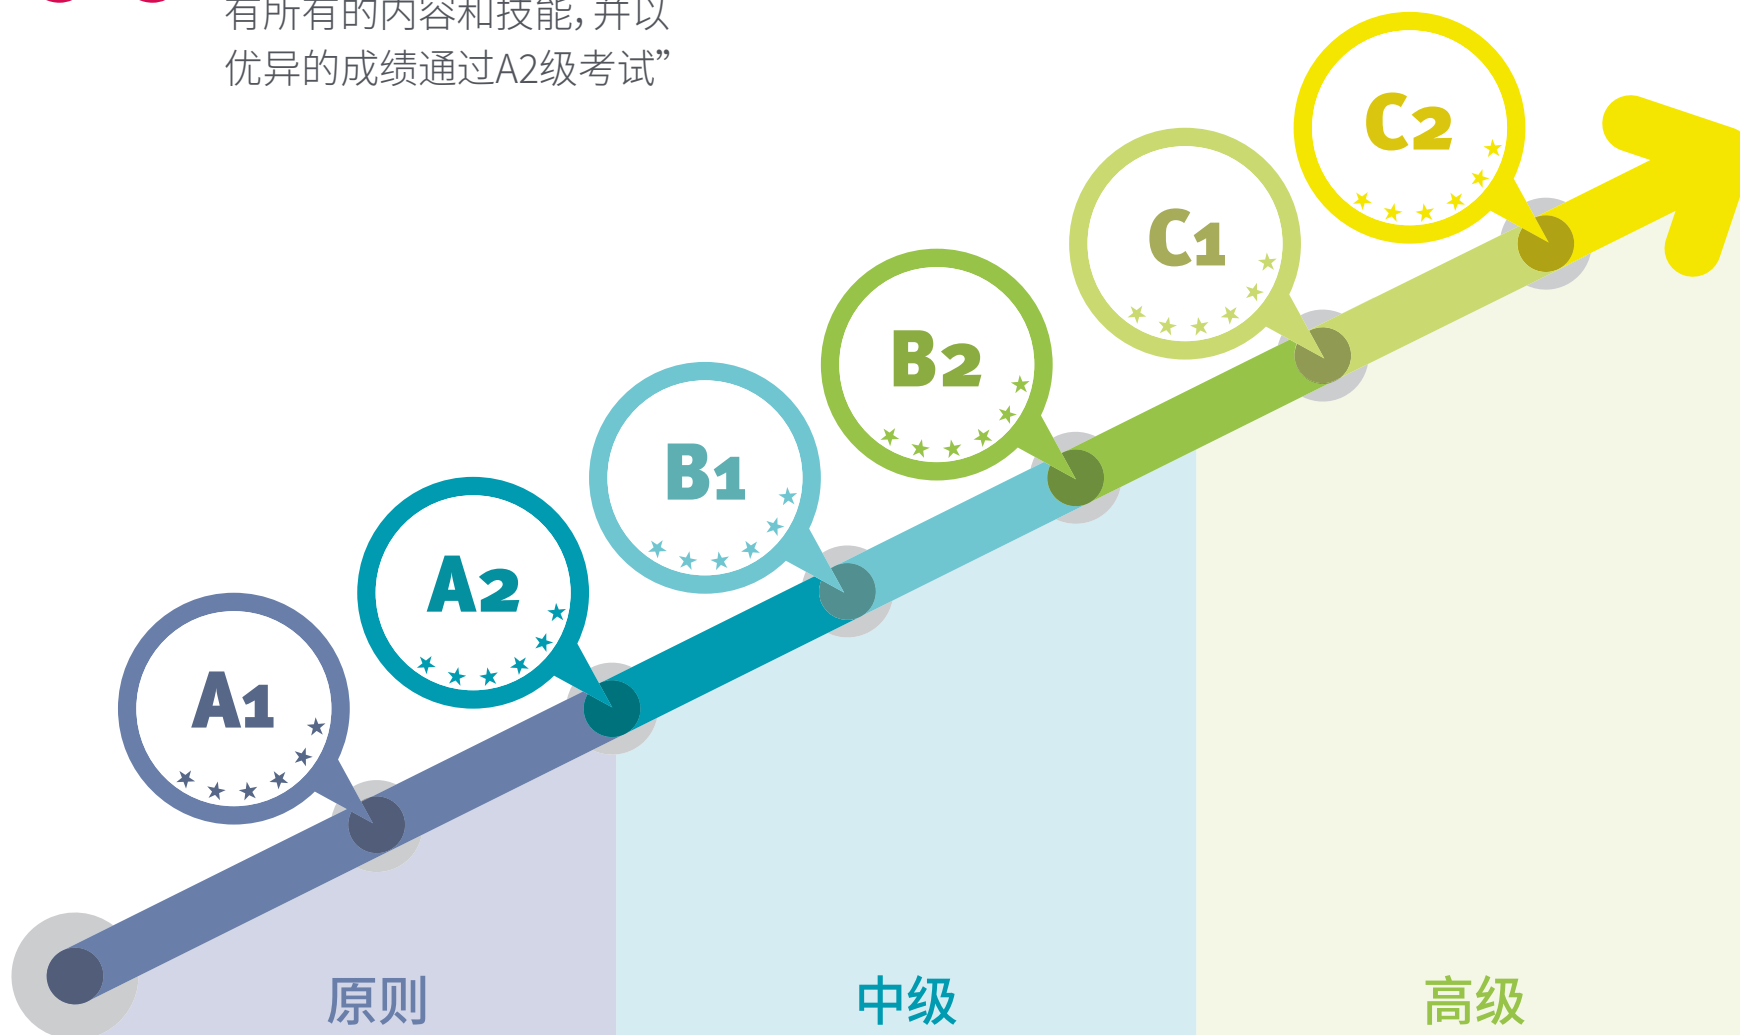 有所有的内容和技能，并以
优异的成绩通过A2级考试”
C2
C1
B2
B1
A2
A1
原则
中级
高级